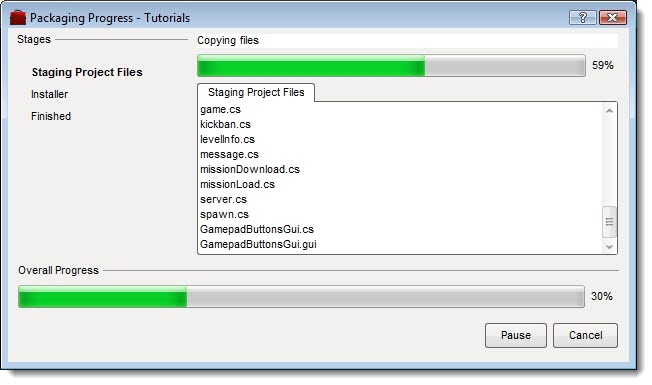 Packaging Progress - Tutorials
?
Stages
Copying files
59%
Staging Project Files
Installer
Finished
Staging Project Files
game.cs
kickban.cs
levelInfo.cs
message.cs
missionDownload.cs
missionLoad.cs
server.cs
spawn.cs
GamepadButtonsGui.cs
GamepadButtonsGui.gui
Overall Progress
30%
Pause
Cancel